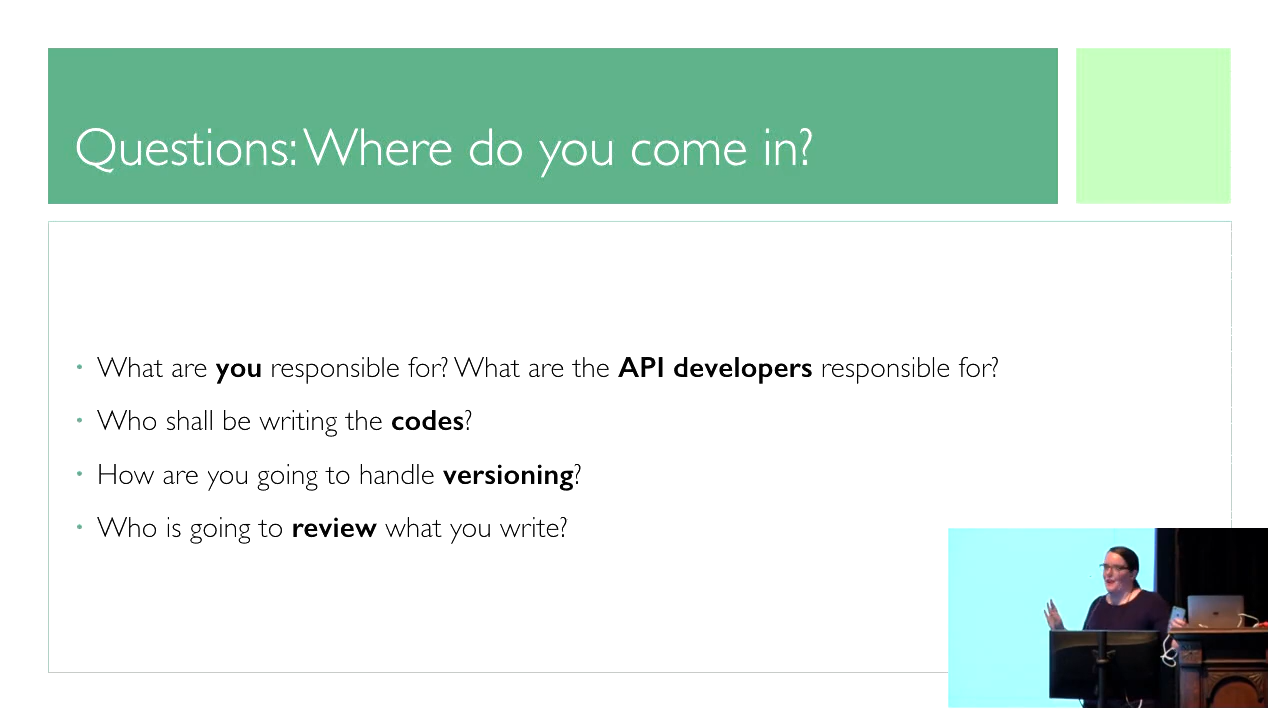 Questions: Where do you come in?
• What are you responsible for? What are the API developers responsible for?
• Who shall be writing the codes?
• How are you going to handle versioning?
• Who is going to review what you write?